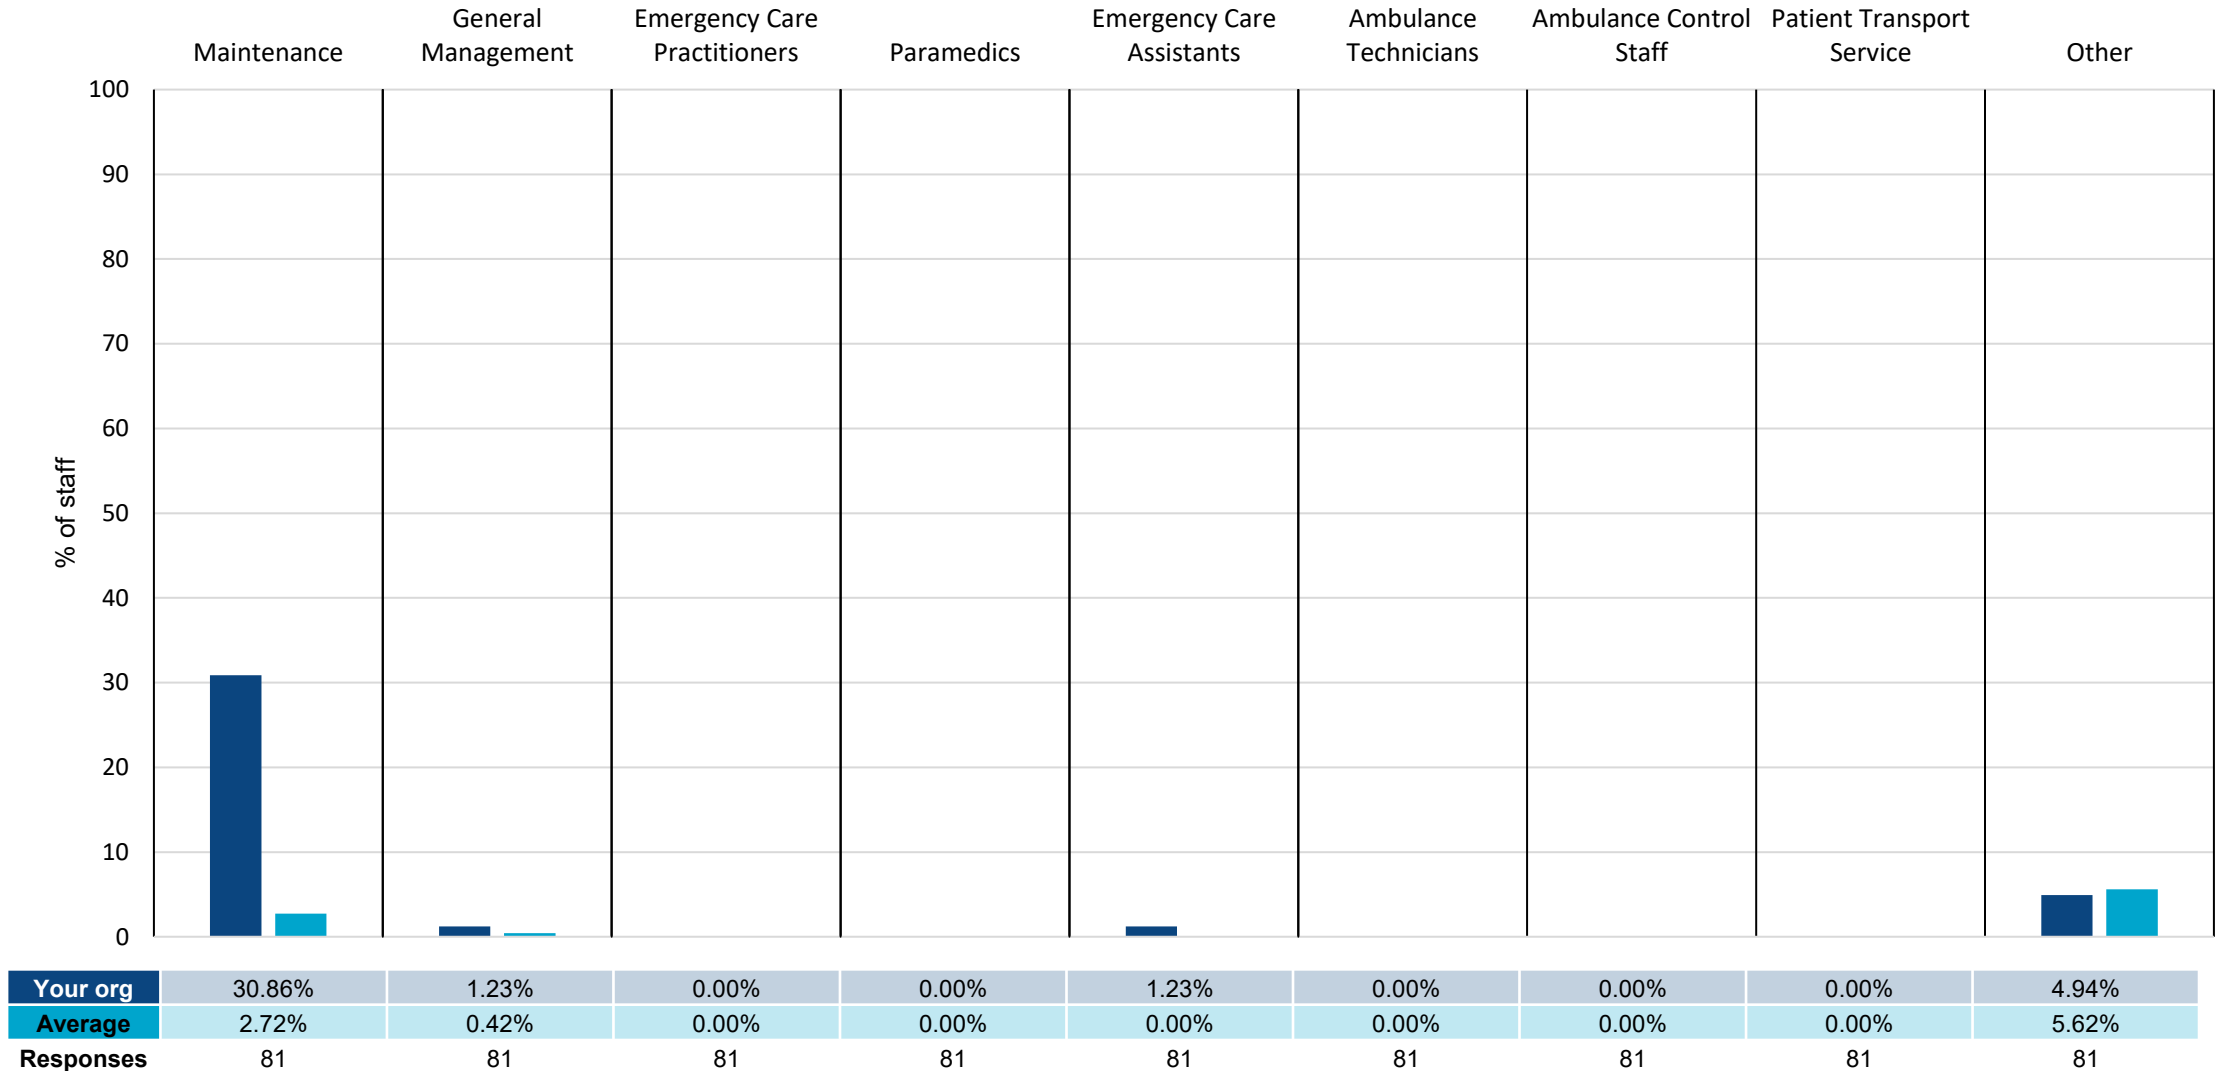 Maintenance
General
Management
Emergency Care
Practitioners
Paramedics
Emergency Care
Assistants
Ambulance
Technicians
Ambulance Control
Staff
Patient Transport
Service
Other
% of staff
100
90
80
70
60
50
40
30
20
10
0
Your org 30.86% 1.23% 0.00% 0.00% 1.23% 0.00% 0.00% 0.00% 4.94%
Average 2.72% 0.42% 0.00% 0.00% 0.00% 0.00% 0.00% 0.00% 5.62%
Responses 81 81 81 81 81 81 81 81 81